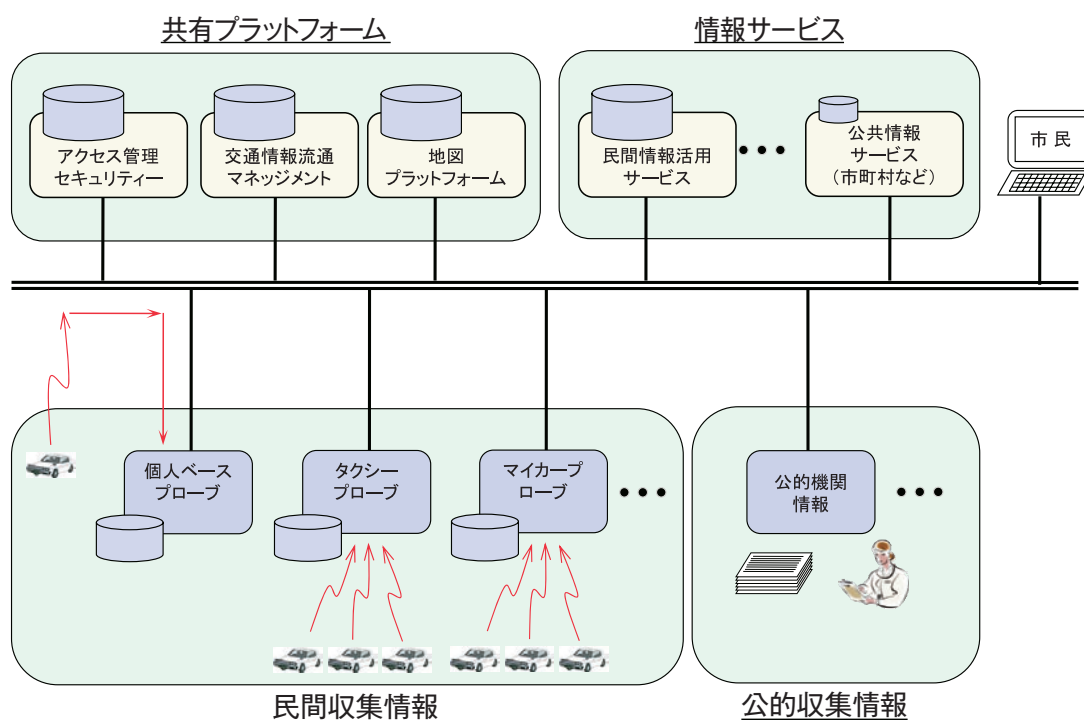 共有プラットフォーム
情報サービス
アクセス管理
セキュリティー
交通情報流通
マネッジメント
地図
プラットフォーム
民間情報活用
サービス
•••
公共情報
サービス
(市町村など)
市民
個人ベース
プローブ
タクシー
プローブ
マイカープ
ローブ
•••
公的機関
情報
•••
民間収集情報
公的収集情報